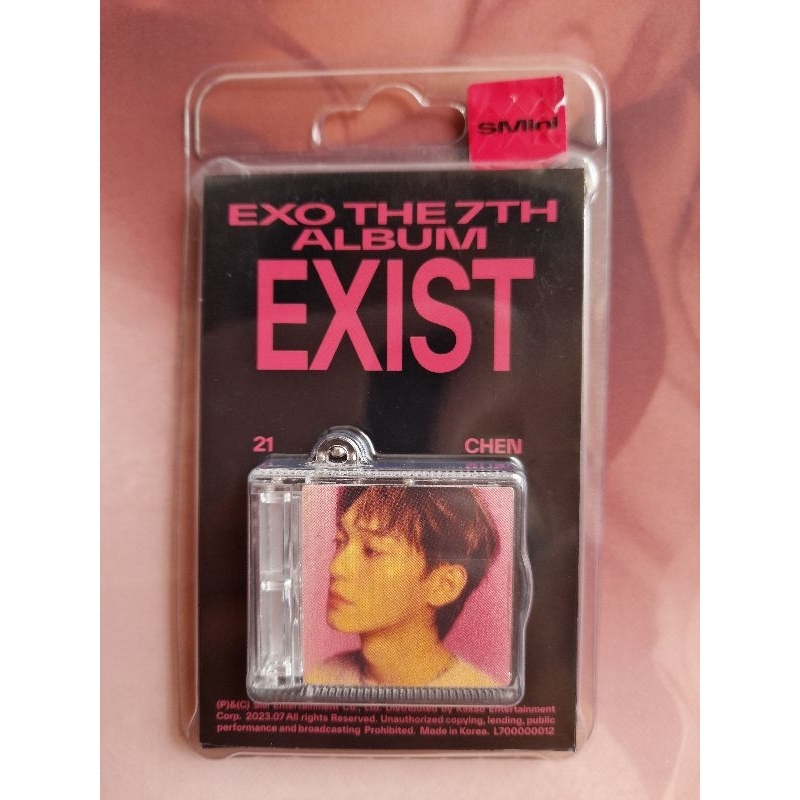 SMini
EXO THE 7TH
ALBUM
EXIST
21
CHEN
(P)&(C) SM Entertainment Co., Ltd. Distributed by Kakao Entertainment
Corp. 2023.07 All rights Reserved. Unauthorized copying, lending, public
performance and broadcasting Prohibited. Made in Korea. L700000012